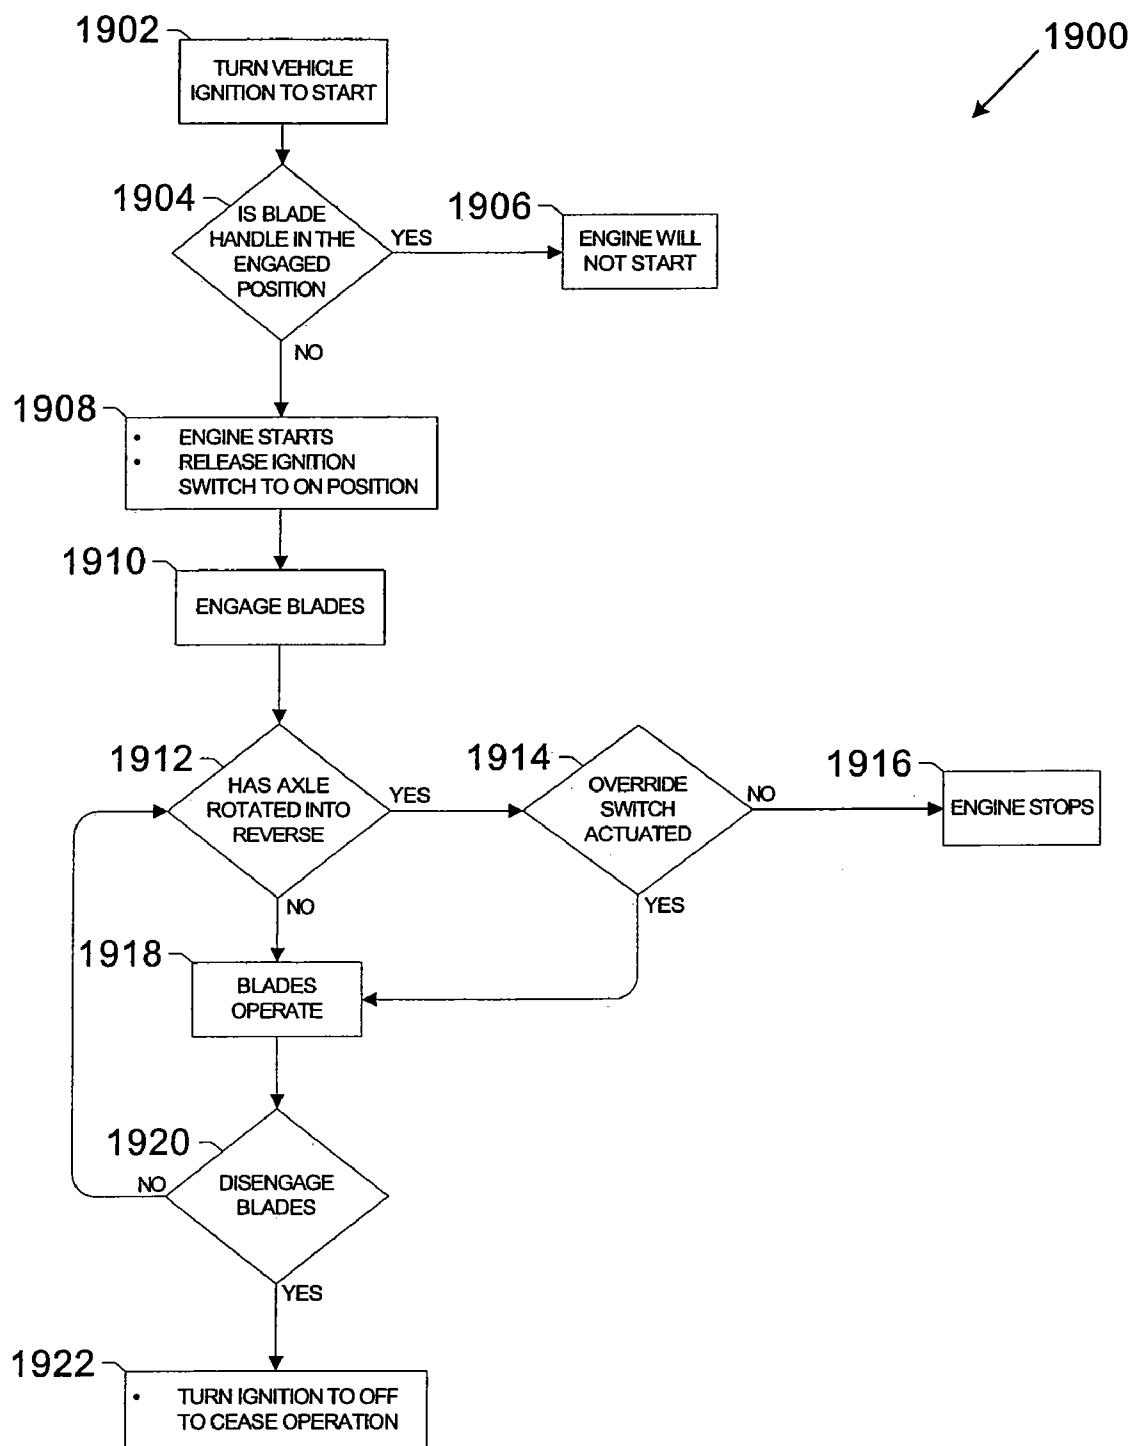 1902
1900
TURN VEHICLE
IGNITION TO START
1904
IS BLADE
HANDLE IN THE
ENGAGED
POSITION
YES
1906
ENGINE WILL
NOT START
NO
1908
• ENGINE STARTS
• RELEASE IGNITION
SWITCH TO ON POSITION
1910
ENGAGE BLADES
1912
HAS AXLE
ROTATED INTO
REVERSE
YES
1914
OVERRIDE
SWITCH
ACTUATED
NO
1916
ENGINE STOPS
NO
YES
1918
BLADES
OPERATE
1920
DISENGAGE
BLADES
NO
YES
1922
• TURN IGNITION TO OFF
TO CEASE OPERATION